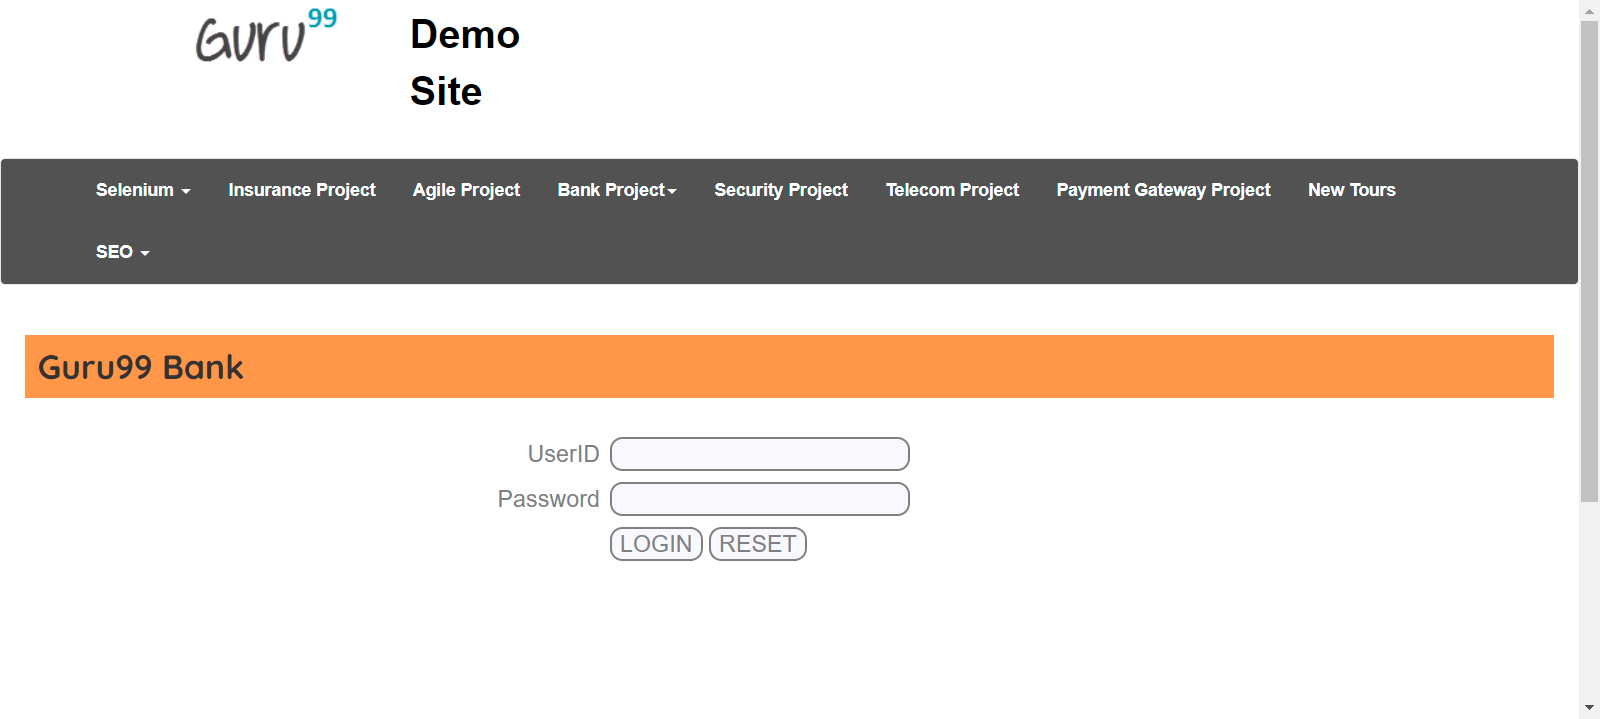 Guru99
Demo
Site
Selenium
Insurance Project
Agile Project
Bank Project
Security Project
Telecom Project
Payment Gateway Project
New Tours
SEO
Guru99 Bank
UserID
Password
LOGIN RESET